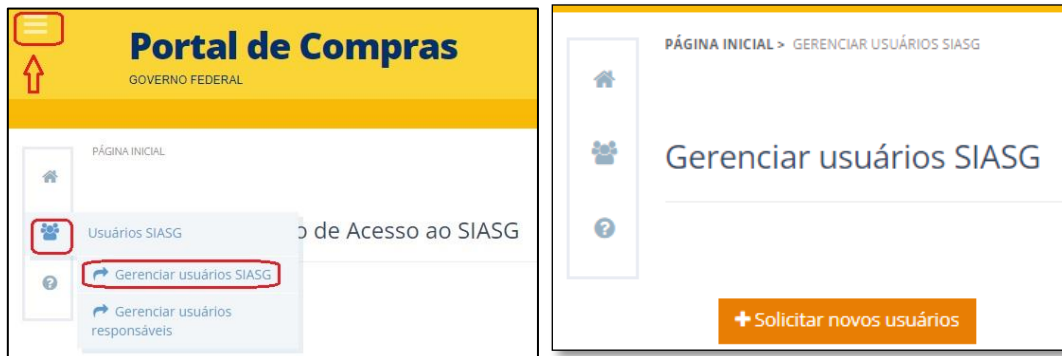 Portal de Compras
GOVERNO FEDERAL
PÁGINA INICIAL
o de Acesso ao SIASG
Usuários SIASG
Gerenciar usuários SIASG
Gerenciar usuários
responsáveis
PÁGINA INICIAL > GERENCIAR USUÁRIOS SIASG
Gerenciar usuários SIASG
+ Solicitar novos usuários